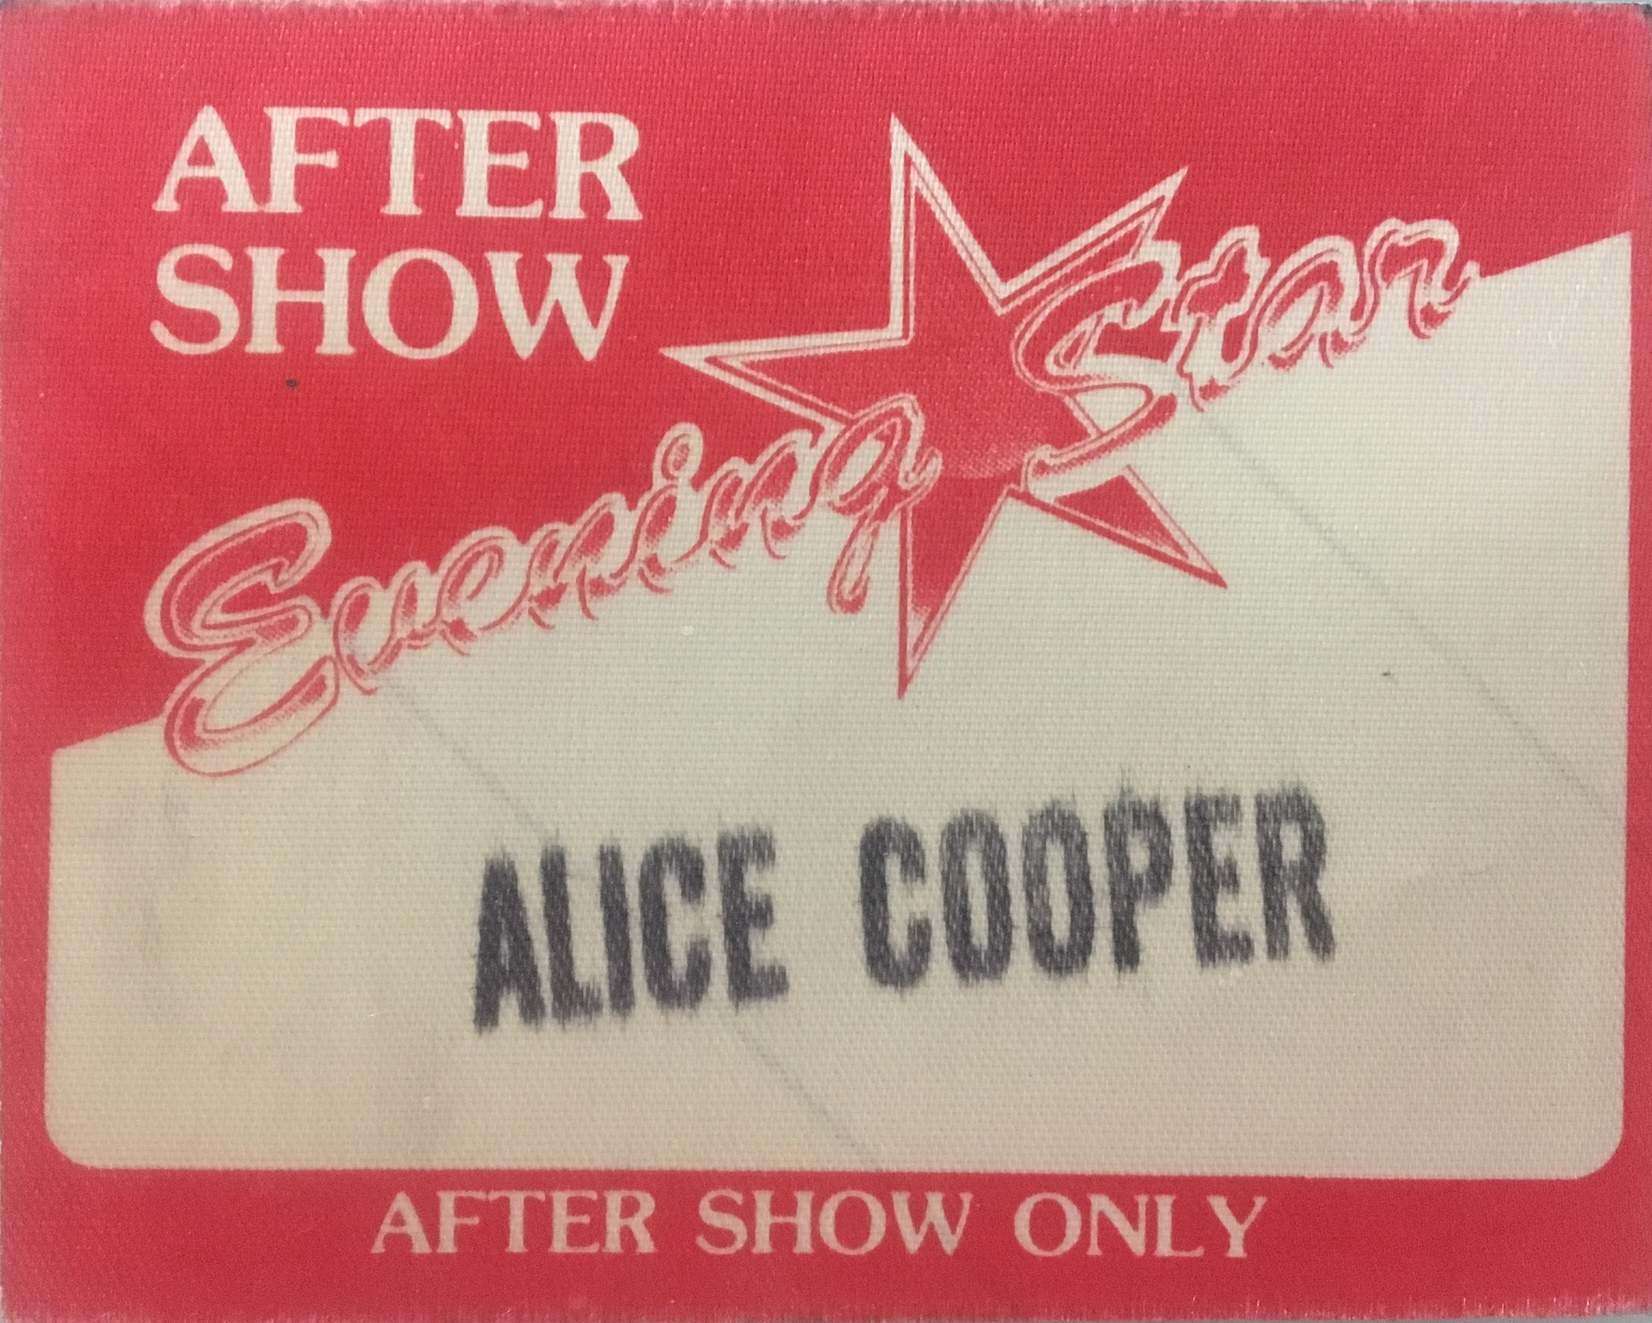 AFTER
SHOW
Evening Star
ALICE COOPER
AFTER SHOW ONLY